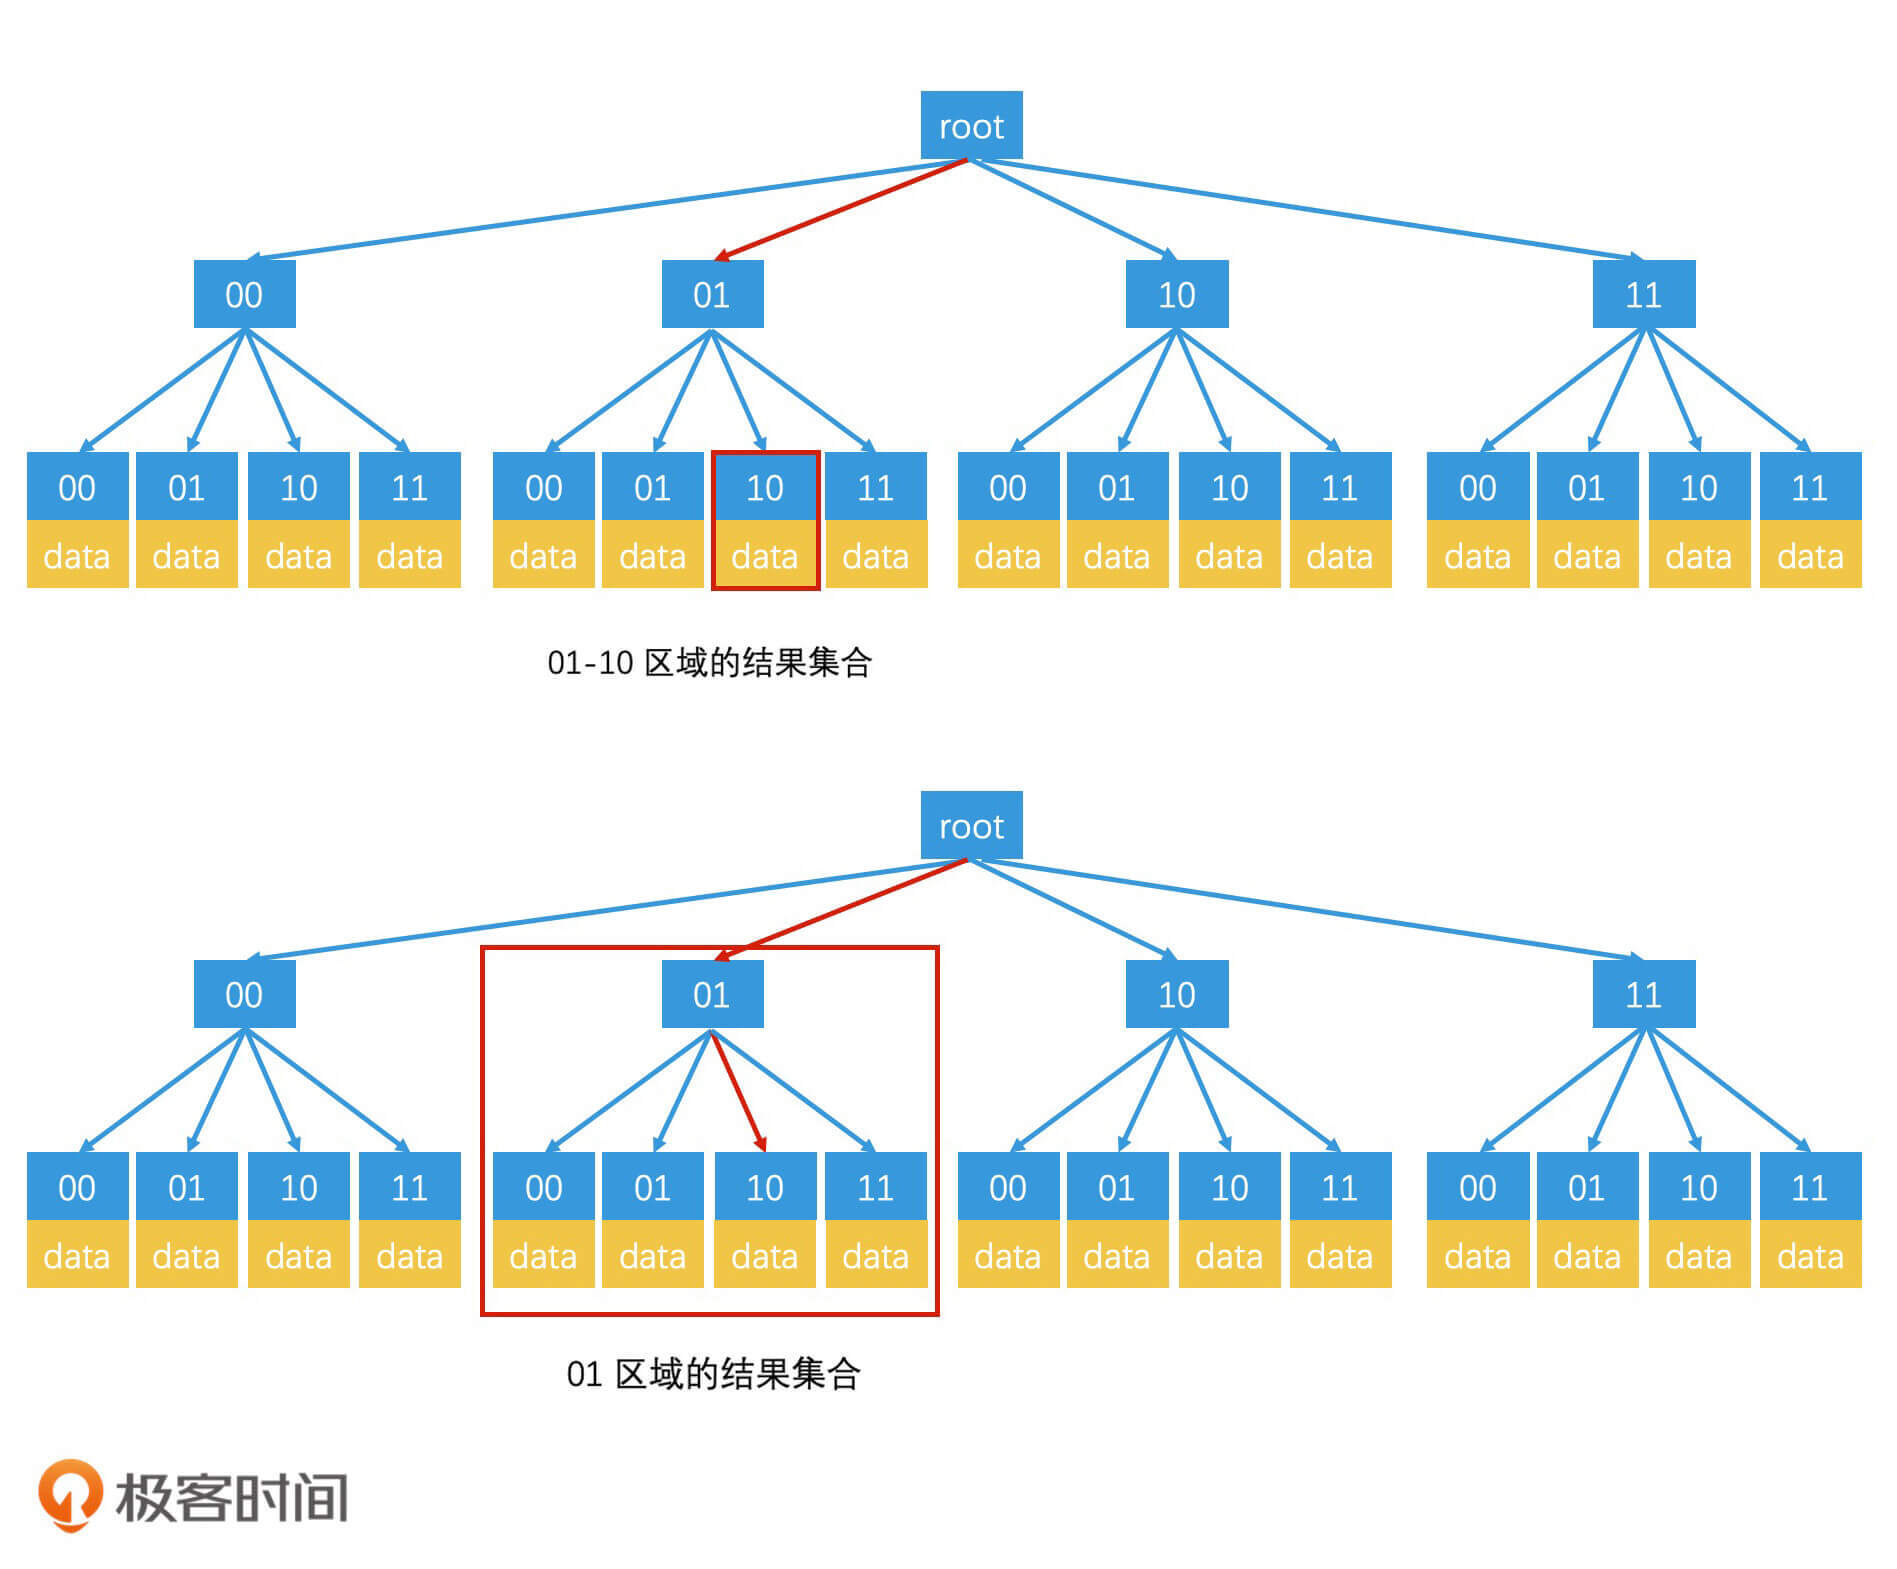 root
00 01 10 11
00 01 10 11 00 01 10 11 00 01 10 11 00 01 10 11
data data data data data data data data data data data data data data data data
01-10 区域的结果集合
root
00 01 10 11
00 01 10 11 00 01 10 11 00 01 10 11 00 01 10 11
data data data data data data data data data data data data data data data data
01 区域的结果集合
极客时间